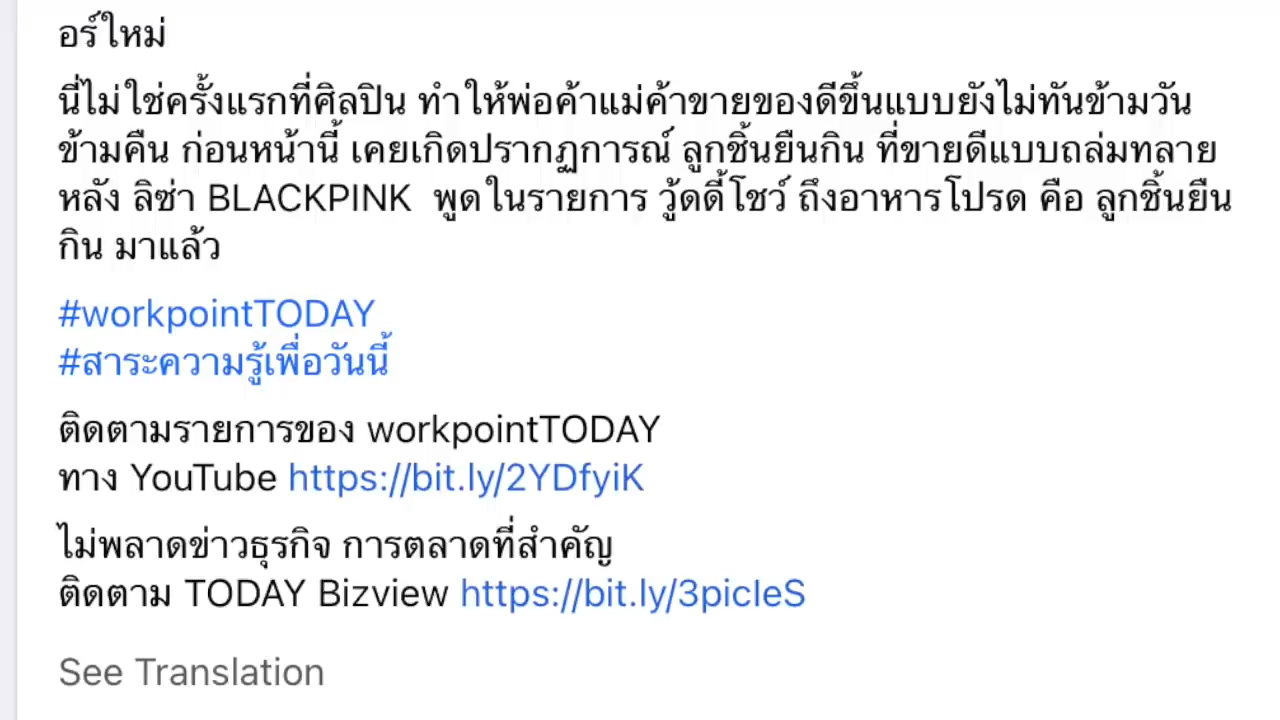 อร์ใหม่
นี่ไม่ใช่ครั้งแรกที่ศิลปิน ทำให้พ่อค้าแม่ค้าขายของดีขึ้นแบบยังไม่ทันข้ามวัน
ข้ามคืน ก่อนหน้านี้ เคยเกิดปรากฏการณ์ ลูกชิ้นยืนกิน ที่ขายดีแบบถล่มทลาย
หลัง ลิซ่า BLACKPINK พูดในรายการ วู้ดดี้โชว์ ถึงอาหารโปรด คือ ลูกชิ้นยืน
กิน มาแล้ว
#workpointTODAY
#สาระความรู้เพื่อวันนี้
ติดตามรายการของ workpointTODAY
ทาง YouTube https://bit.ly/2YDfyiK
ไม่พลาดข่าวธุรกิจ การตลาดที่สำคัญ
ติดตาม TODAY Bizview https://bit.ly/3picIeS
See Translation